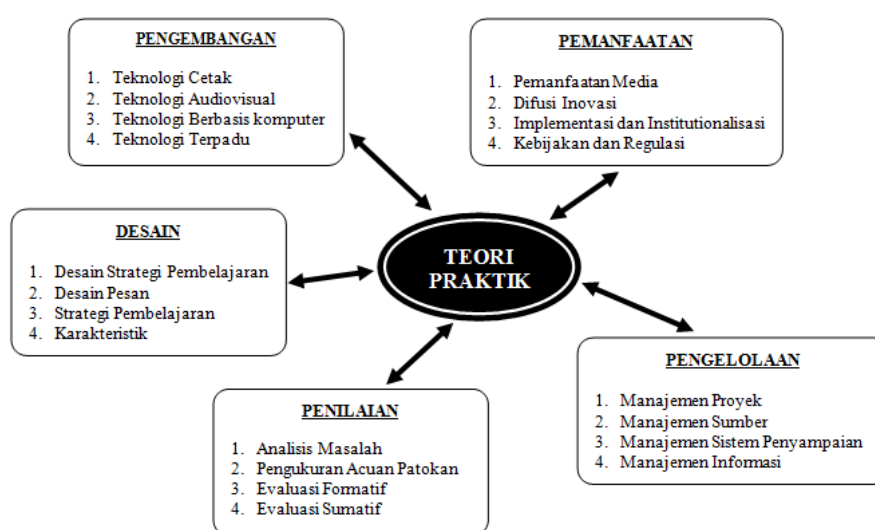 PENGEMBANGAN
1. Teknologi Cetak
2. Teknologi Audiovisual
3. Teknologi Berbasis komputer
4. Teknologi Terpadu
PEMANFAATAN
1. Pemanfaatan Media
2. Difusi Inovasi
3. Implementasi dan Institutionalisasi
4. Kebijakan dan Regulasi
DESAIN
1. Desain Strategi Pembelajaran
2. Desain Pesan
3. Strategi Pembelajaran
4. Karakteristik
TEORI
PRAKTIK
PENILAIAN
1. Analisis Masalah
2. Pengukuran Acuan Patokan
3. Evaluasi Formatif
4. Evaluasi Sumatif
PENGELOLAAN
1. Manajemen Proyek
2. Manajemen Sumber
3. Manajemen Sistem Penyampaian
4. Manajemen Informasi